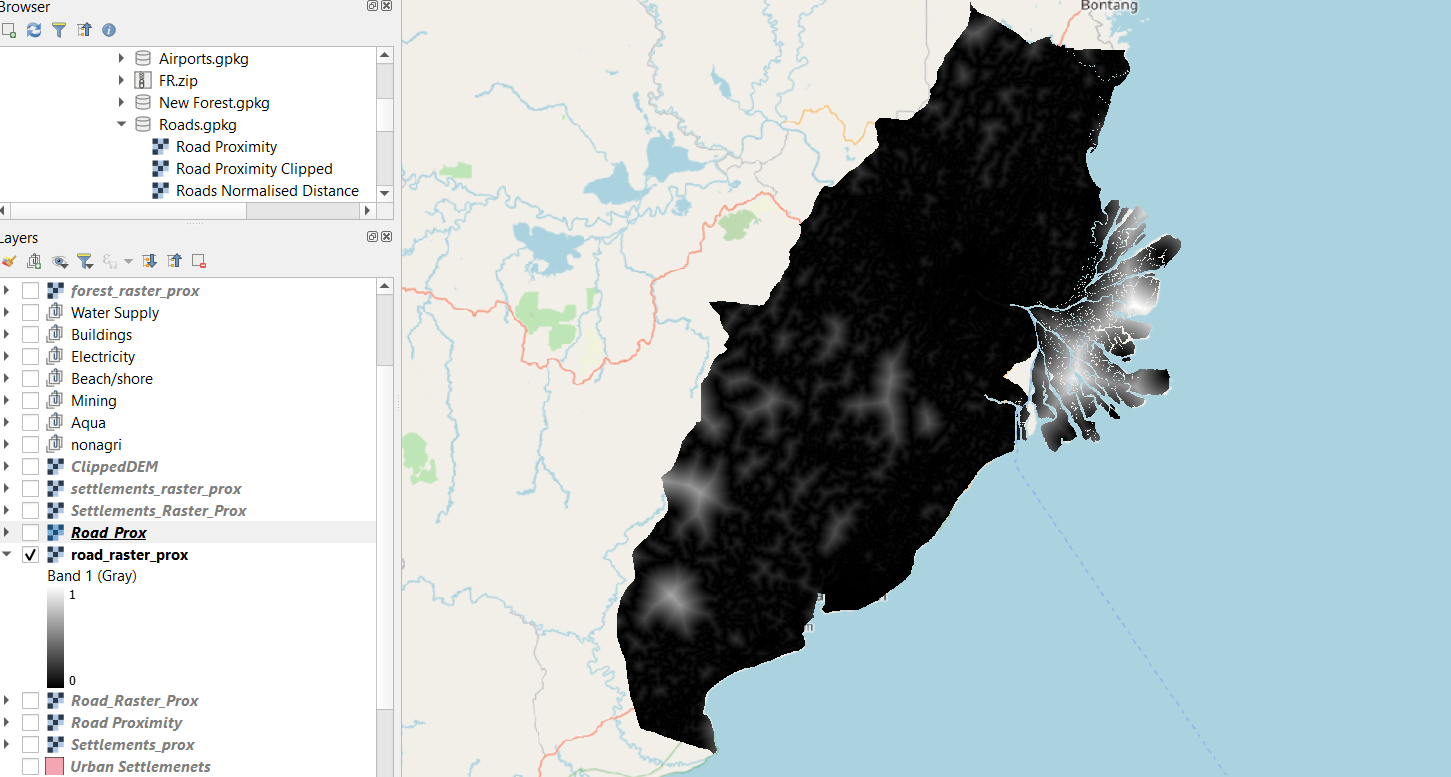 Browser
Airports.gpkg
FR.zip
New Forest.gpkg
Roads.gpkg
Road Proximity
Road Proximity Clipped
Roads Normalised Distance
Layers
forest_raster_prox
Water Supply
Buildings
Electricity
Beach/shore
Mining
Aqua
nonagri
ClippedDEM
settlements_raster_prox
Settlements_Raster_Prox
Road_Prox
road_raster_prox
Band 1 (Gray)
1
0
Road_Raster_Prox
Road Proximity
Settlements_prox
Urban Settlemenets
Bontang